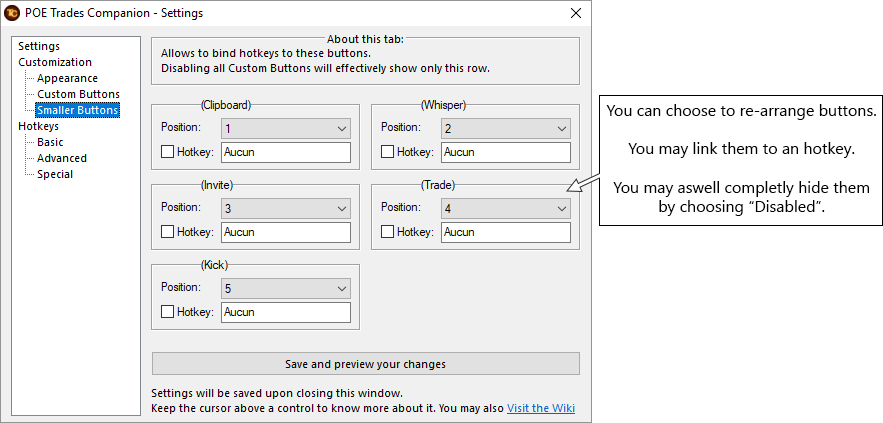 POE Trades Companion - Settings
Settings
Customization
Appearance
Custom Buttons
Smaller Buttons
Hotkeys
Basic
Advanced
Special
About this tab:
Allows to bind hotkeys to these buttons.
Disabling all Custom Buttons will effectively show only this row.
(Clipboard)
Position: 1
Hotkey: Aucun
(Whisper)
Position: 2
Hotkey: Aucun
(Invite)
Position: 3
Hotkey: Aucun
(Trade)
Position: 4
Hotkey: Aucun
(Kick)
Position: 5
Hotkey: Aucun
Save and preview your changes
Settings will be saved upon closing this window.
Keep the cursor above a control to know more about it. You may also Visit the Wiki
You can choose to re-arrange buttons.
You may link them to an hotkey.
You may aswell completly hide them
by choosing “Disabled”.